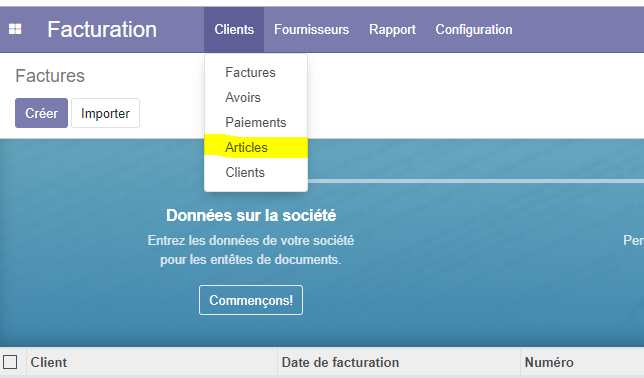 Facturation Clients Fournisseurs Rapport Configuration
Factures
Créer Importer
Factures
Avoirs
Paiements
Articles
Clients
Données sur la société
Entrez les données de votre société
pour les entêtes de documents.
Per
Commençons!
Client Date de facturation Numéro